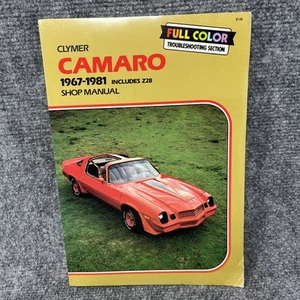 FULL COLOR
TROUBLESHOOTING SECTION
CLYMER
CAMARO
1967-1981 INCLUDES Z28
SHOP MANUAL